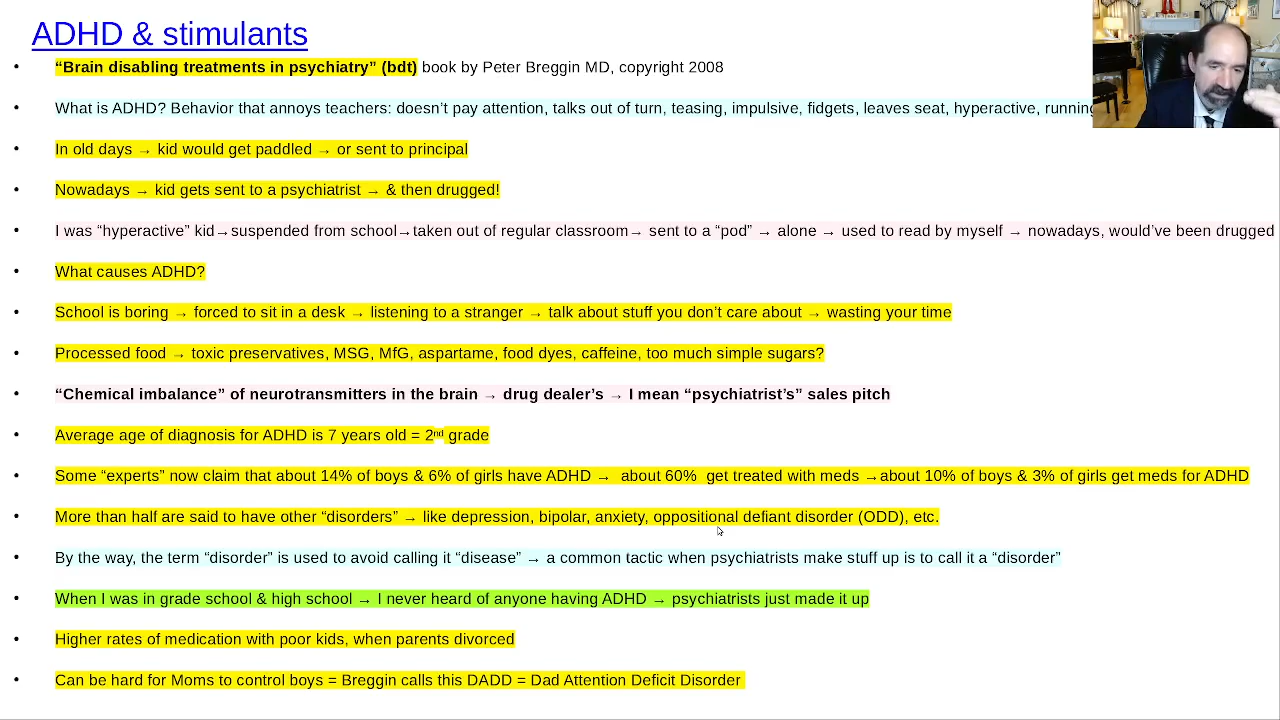 ADHD & stimulants
• “Brain disabling treatments in psychiatry” (bdt) book by Peter Breggin MD, copyright 2008
• What is ADHD? Behavior that annoys teachers: doesn’t pay attention, talks out of turn, teasing, impulsive, fidgets, leaves seat, hyperactive, running
• In old days → kid would get paddled → or sent to principal
• Nowadays → kid gets sent to a psychiatrist → & then drugged!
• I was “hyperactive” kid→suspended from school→taken out of regular classroom→ sent to a “pod” → alone → used to read by myself → nowadays, would’ve been drugged
• What causes ADHD?
• School is boring → forced to sit in a desk → listening to a stranger → talk about stuff you don’t care about → wasting your time
• Processed food → toxic preservatives, MSG, MfG, aspartame, food dyes, caffeine, too much simple sugars?
• “Chemical imbalance” of neurotransmitters in the brain → drug dealer’s → I mean “psychiatrist’s” sales pitch
• Average age of diagnosis for ADHD is 7 years old = 2nd grade
• Some “experts” now claim that about 14% of boys & 6% of girls have ADHD → about 60% get treated with meds →about 10% of boys & 3% of girls get meds for ADHD
• More than half are said to have other “disorders” → like depression, bipolar, anxiety, oppositional defiant disorder (ODD), etc.
• By the way, the term “disorder” is used to avoid calling it “disease” → a common tactic when psychiatrists make stuff up is to call it a “disorder”
• When I was in grade school & high school → I never heard of anyone having ADHD → psychiatrists just made it up
• Higher rates of medication with poor kids, when parents divorced
• Can be hard for Moms to control boys = Breggin calls this DADD = Dad Attention Deficit Disorder